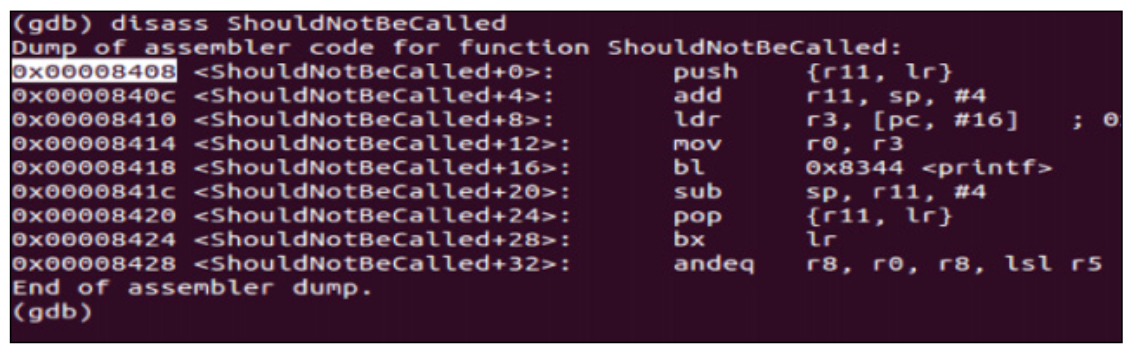 (gdb) disass ShouldNotBeCalled
Dump of assembler code for function ShouldNotBeCalled:
0x00008408 <ShouldNotBeCalled+0>: push {r11, lr}
0x0000840c <ShouldNotBeCalled+4>: add r11, sp, #4
0x00008410 <ShouldNotBeCalled+8>: ldr r3, [pc, #16] ; 0
0x00008414 <ShouldNotBeCalled+12>: mov r0, r3
0x00008418 <ShouldNotBeCalled+16>: bl 0x8344 <printf>
0x0000841c <ShouldNotBeCalled+20>: sub sp, r11, #4
0x00008420 <ShouldNotBeCalled+24>: pop {r11, lr}
0x00008424 <ShouldNotBeCalled+28>: bx lr
0x00008428 <ShouldNotBeCalled+32>: andeq r8, r0, r8, lsl r5
End of assembler dump.
(gdb)